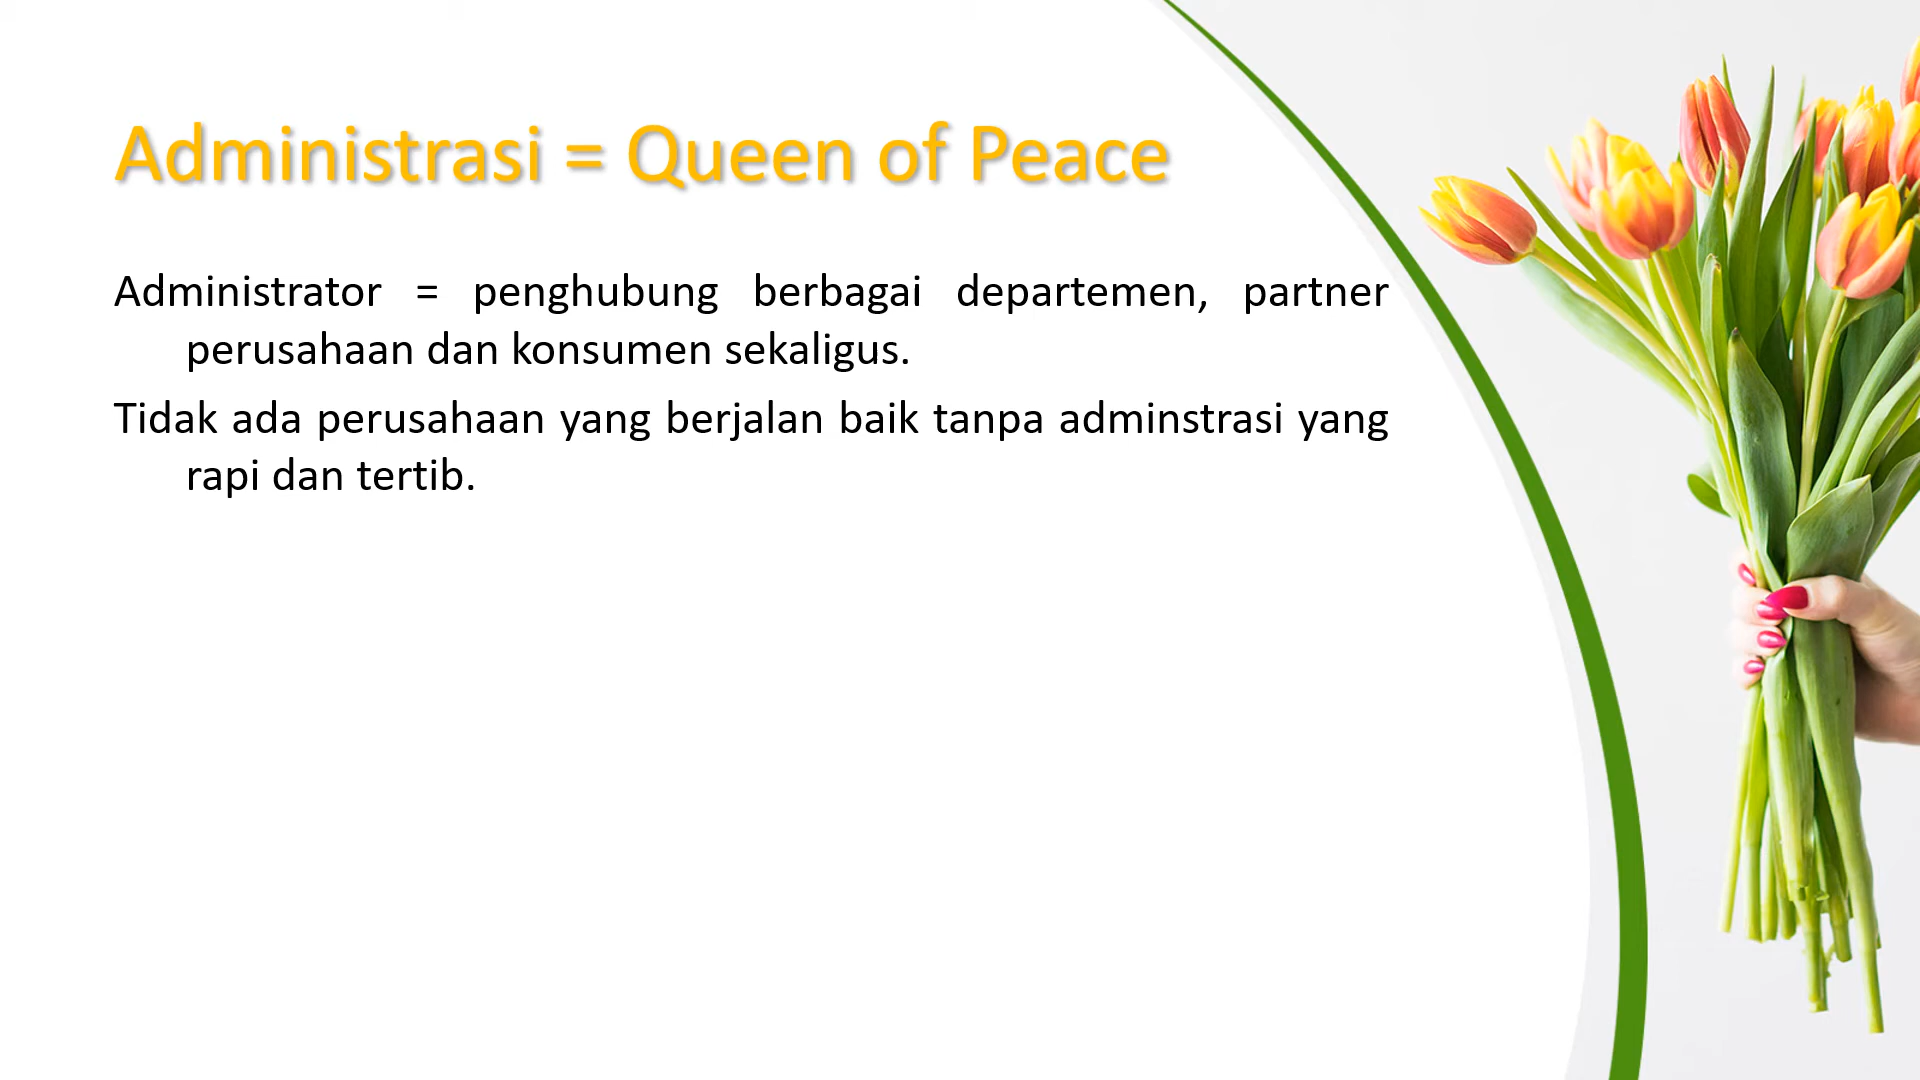 Administrasi = Queen of Peace
Administrator = penghubung berbagai departemen, partner
perusahaan dan konsumen sekaligus.
Tidak ada perusahaan yang berjalan baik tanpa adminstrasi yang
rapi dan tertib.